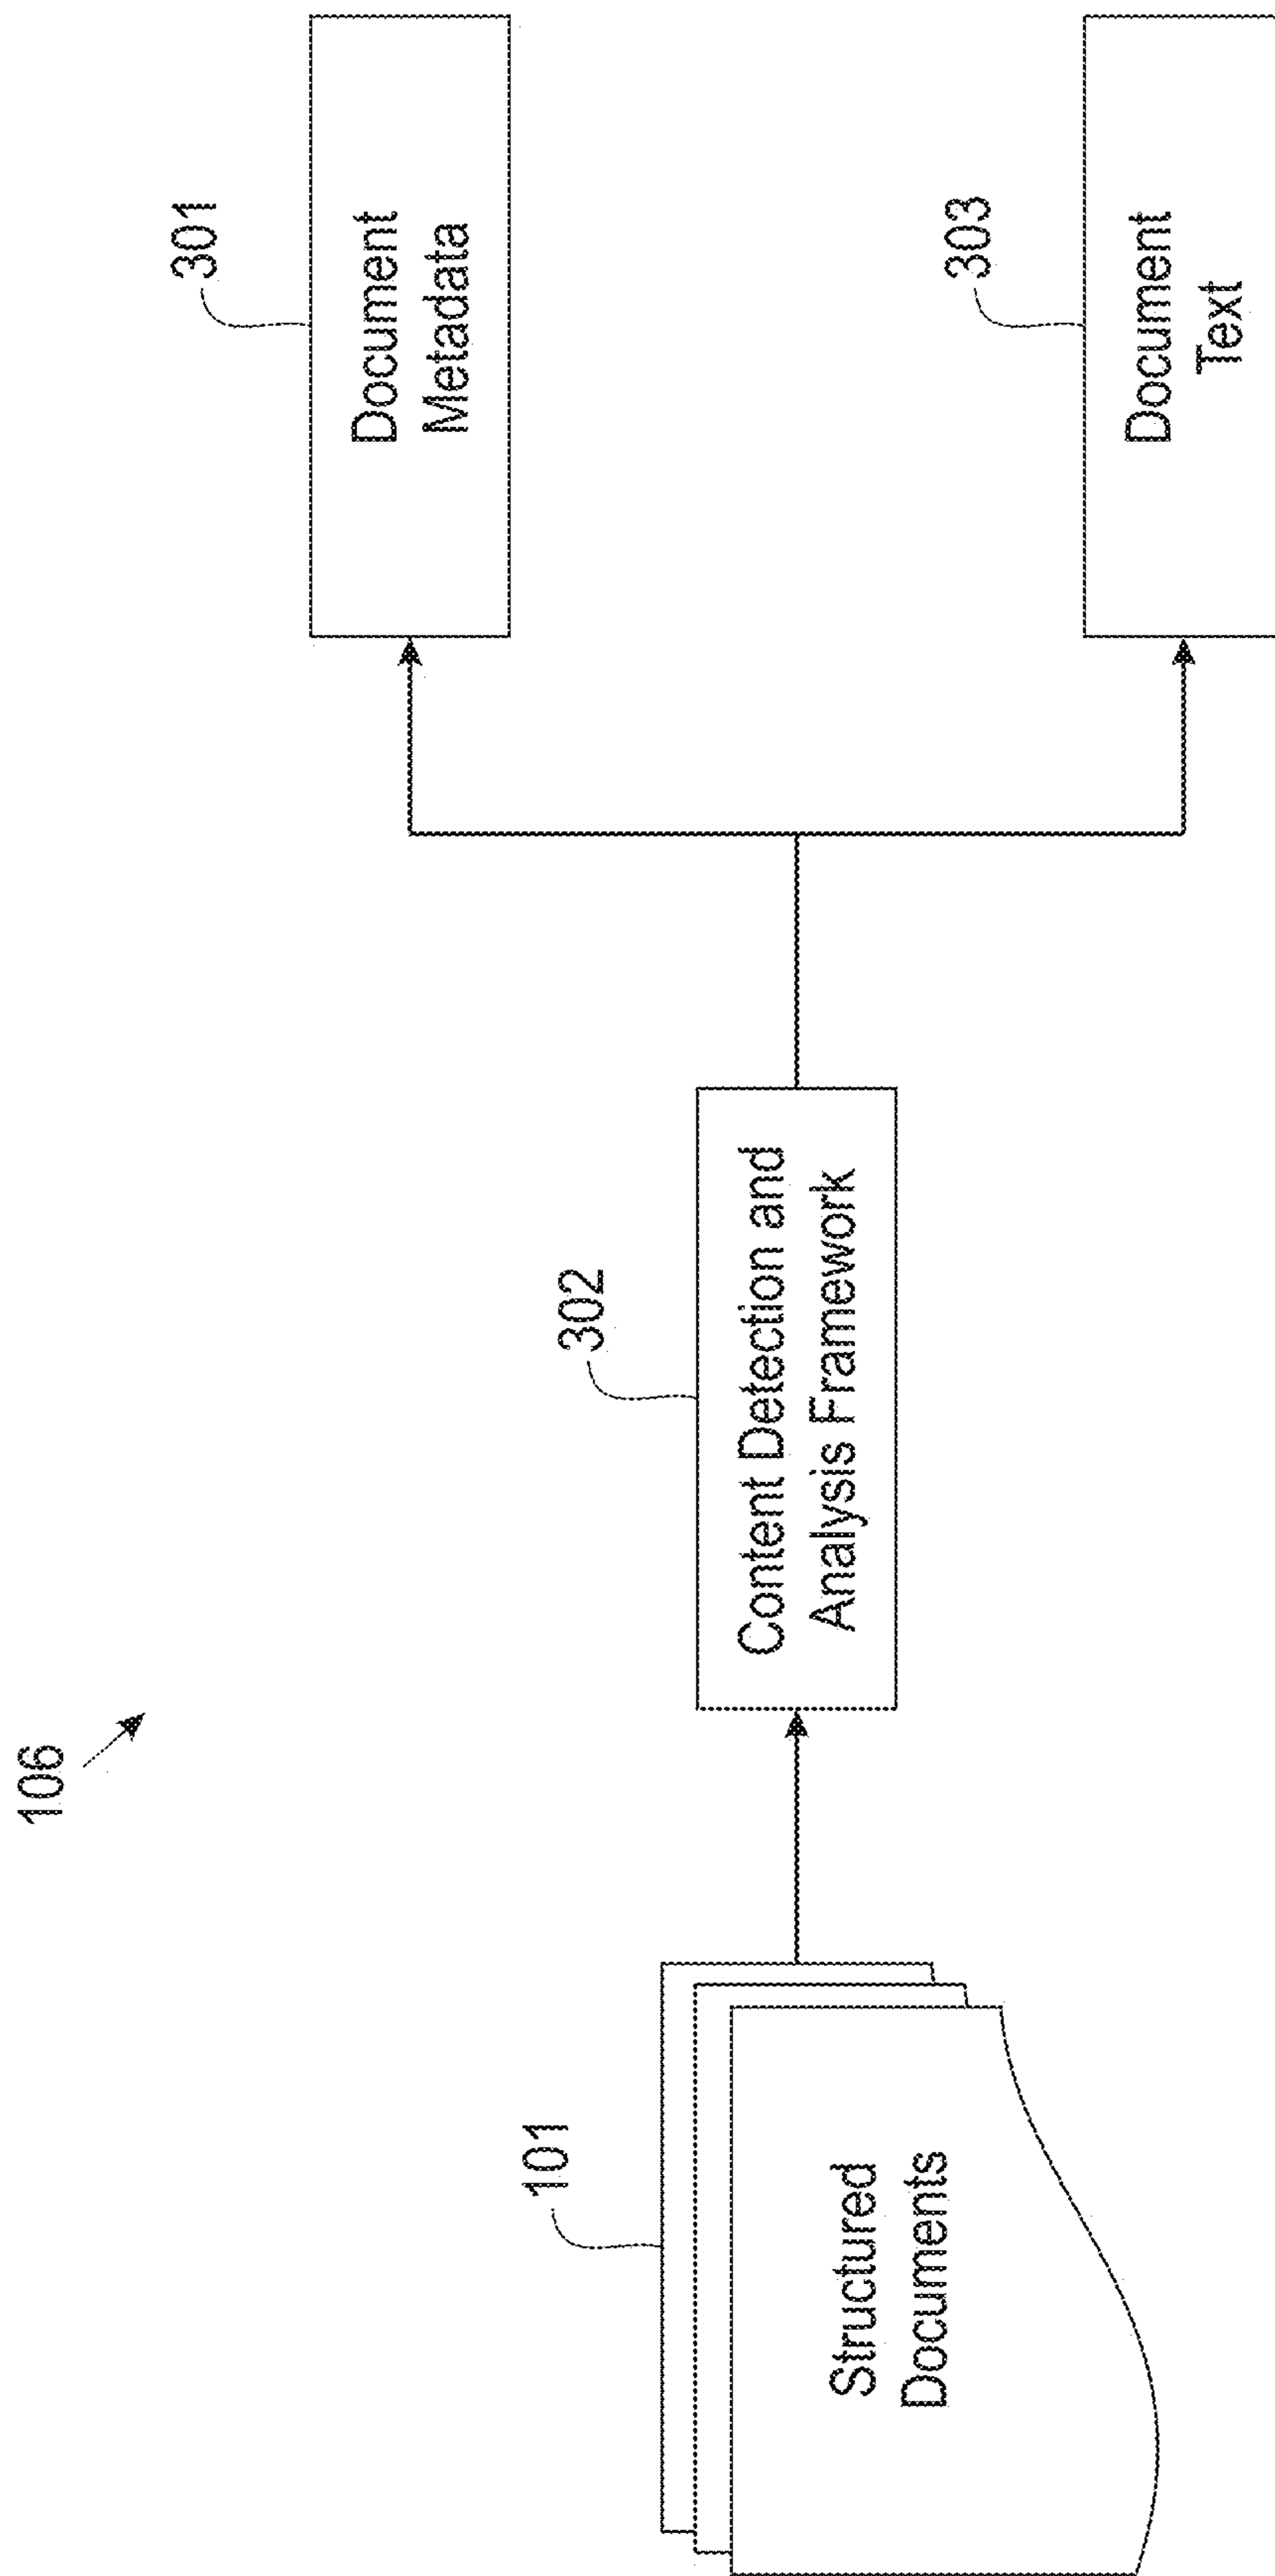 106
101
Structured
Documents
302
Content Detection and
Analysis Framework
301
Document
Metadata
303
Document
Text